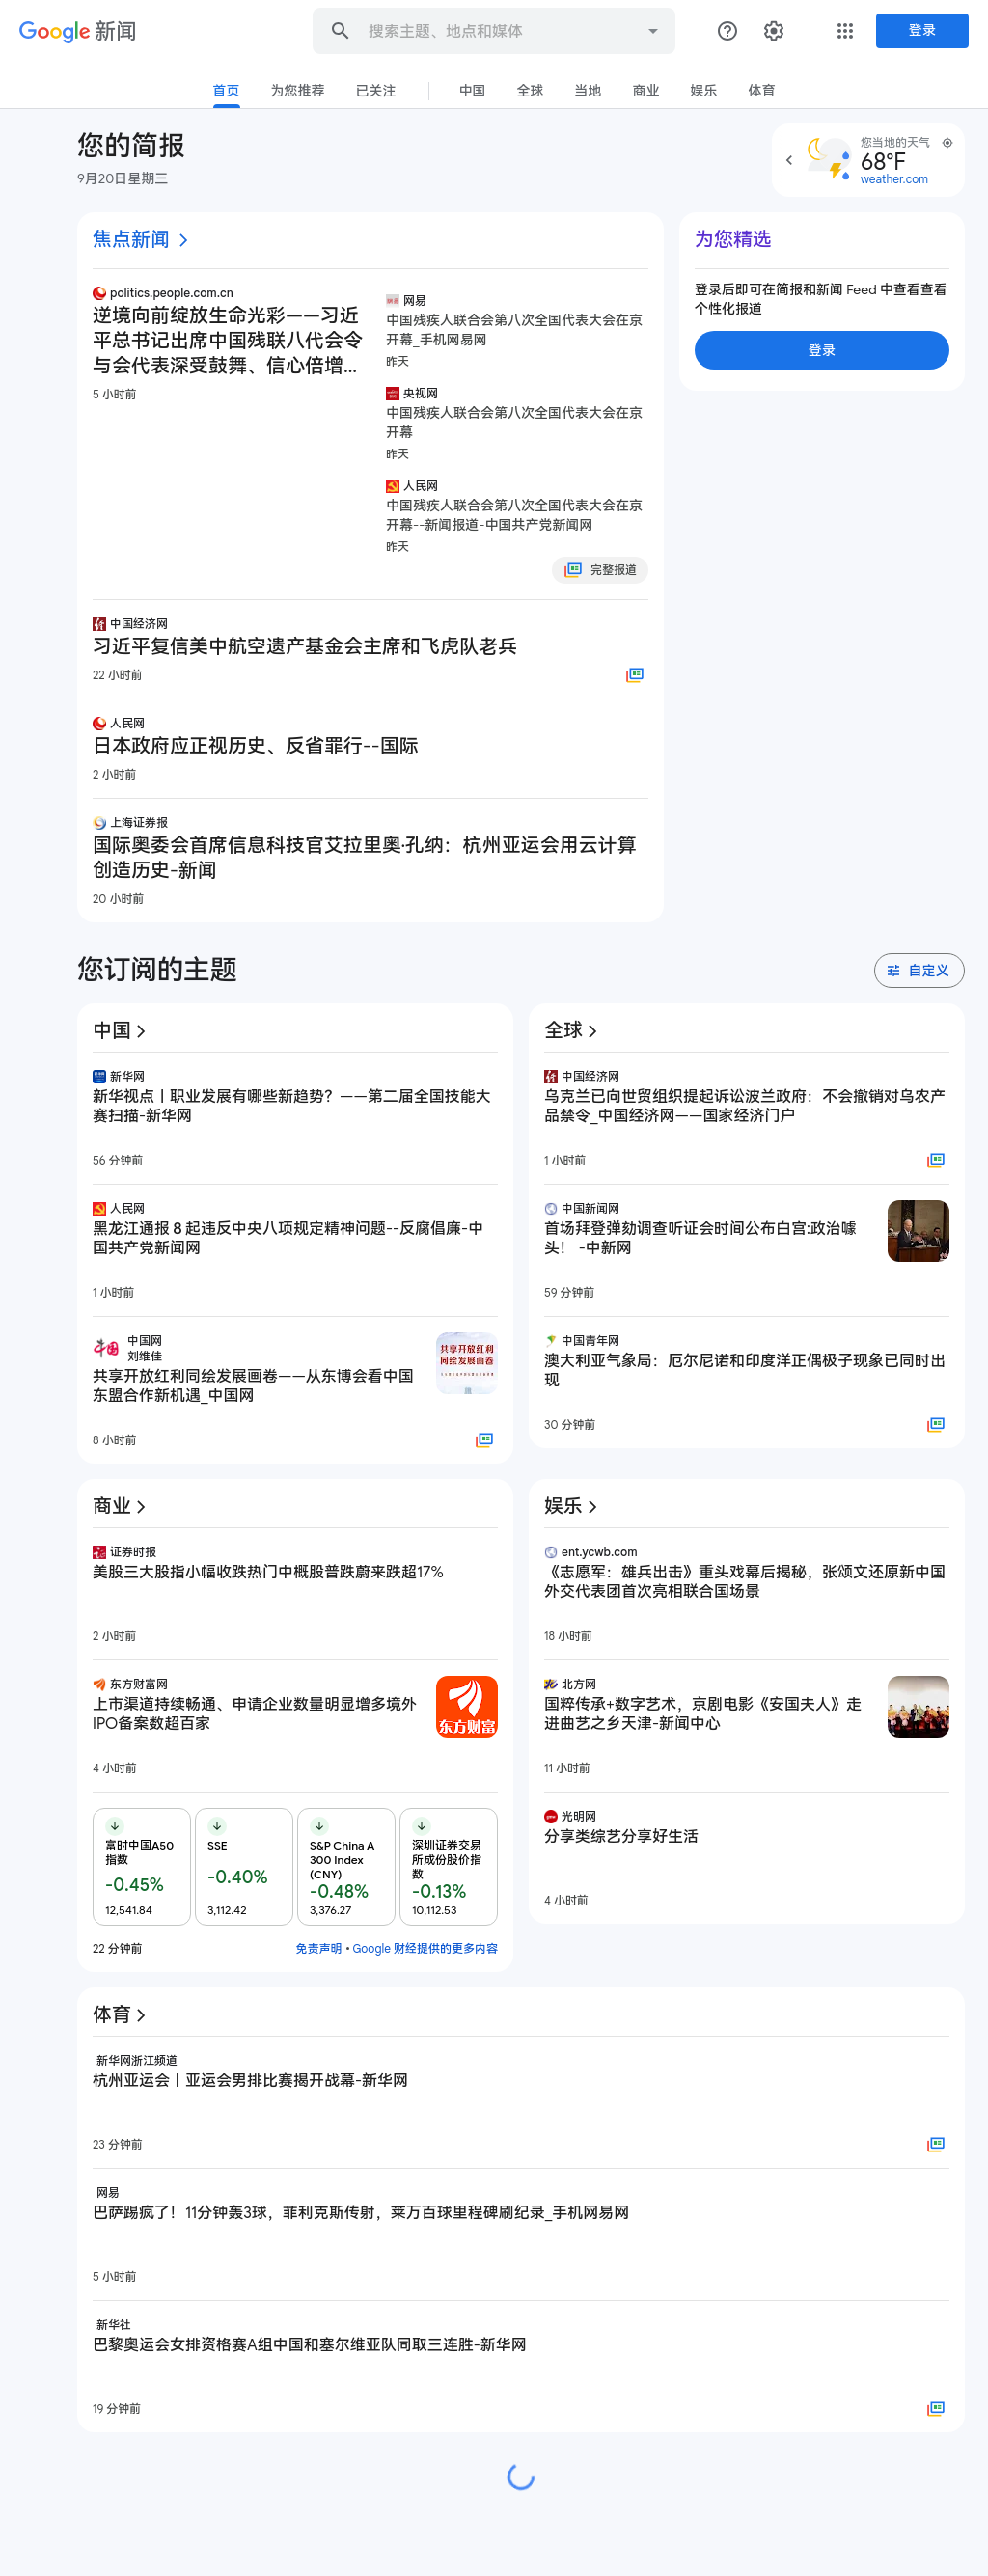 Google 新闻
搜索主题、地点和媒体
登录
首页
为您推荐
已关注
中国
全球
当地
商业
娱乐
体育
您的简报
9月20日星期三
您当地的天气
68°F
weather.com
焦点新闻
politics.people.com.cn
逆境向前绽放生命光彩——习近
平总书记出席中国残联八代会令
与会代表深受鼓舞、信心倍增...
5 小时前
网易
中国残疾人联合会第八次全国代表大会在京
开幕_手机网易网
昨天
央视网
中国残疾人联合会第八次全国代表大会在京
开幕
昨天
人民网
中国残疾人联合会第八次全国代表大会在京
开幕--新闻报道-中国共产党新闻网
昨天
完整报道
中国经济网
习近平复信美中航空遗产基金会主席和飞虎队老兵
22 小时前
人民网
日本政府应正视历史、反省罪行--国际
2 小时前
上海证券报
国际奥委会首席信息科技官艾拉里奥·孔纳：杭州亚运会用云计算
创造历史-新闻
20 小时前
为您精选
登录后即可在简报和新闻 Feed 中查看查看
个性化报道
登录
您订阅的主题
自定义
中国
新华网
新华视点丨职业发展有哪些新趋势？——第二届全国技能大
赛扫描-新华网
56 分钟前
人民网
黑龙江通报８起违反中央八项规定精神问题--反腐倡廉-中
国共产党新闻网
1 小时前
中国网
刘维佳
共享开放红利同绘发展画卷——从东博会看中国
东盟合作新机遇_中国网
共享开放红利
同绘发展画卷
8 小时前
全球
中国经济网
乌克兰已向世贸组织提起诉讼波兰政府：不会撤销对乌农产
品禁令_中国经济网——国家经济门户
1 小时前
中国新闻网
首场拜登弹劾调查听证会时间公布白宫:政治噱
头！ -中新网
59 分钟前
中国青年网
澳大利亚气象局：厄尔尼诺和印度洋正偶极子现象已同时出
现
30 分钟前
商业
证券时报
美股三大股指小幅收跌热门中概股普跌蔚来跌超17%
2 小时前
东方财富网
上市渠道持续畅通、申请企业数量明显增多境外
IPO备案数超百家
东方财富
4 小时前
富时中国A50
指数
-0.45%
12,541.84
SSE
-0.40%
3,112.42
S&P China A
300 Index
(CNY)
-0.48%
3,376.27
深圳证券交易
所成份股价指
数
-0.13%
10,112.53
22 分钟前
免责声明 • Google 财经提供的更多内容
娱乐
ent.ycwb.com
《志愿军：雄兵出击》重头戏幕后揭秘，张颂文还原新中国
外交代表团首次亮相联合国场景
18 小时前
北方网
国粹传承+数字艺术，京剧电影《安国夫人》走
进曲艺之乡天津-新闻中心
11 小时前
光明网
分享类综艺分享好生活
4 小时前
体育
新华网浙江频道
杭州亚运会丨亚运会男排比赛揭开战幕-新华网
23 分钟前
网易
巴萨踢疯了！11分钟轰3球，菲利克斯传射，莱万百球里程碑刷纪录_手机网易网
5 小时前
新华社
巴黎奥运会女排资格赛A组中国和塞尔维亚队同取三连胜-新华网
19 分钟前